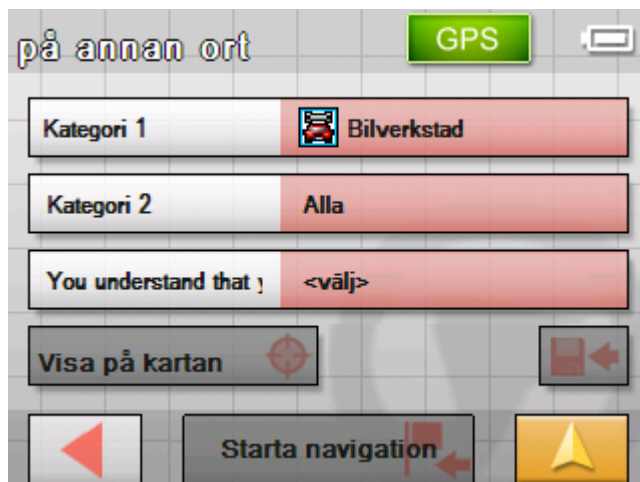 på annan ort
GPS
Kategori 1
Bilverkstad
Kategori 2
Alla
You understand that
<välj>
Visa på kartan
Starta navigation